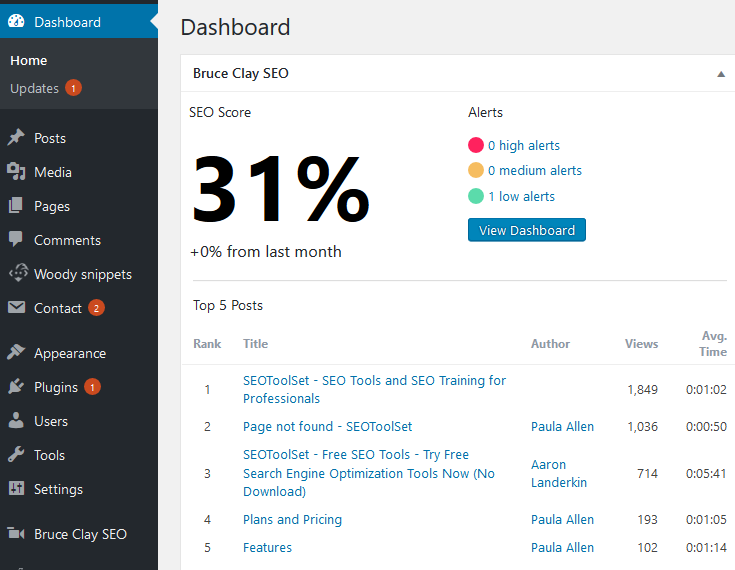 Dashboard
Home
Updates 1
Posts
Media
Pages
Comments
Woody snippets
Contact 2
Appearance
Plugins 1
Users
Tools
Settings
Bruce Clay SEO
Dashboard
Bruce Clay SEO
SEO Score
31%
+0% from last month
Alerts
0 high alerts
0 medium alerts
1 low alerts
View Dashboard
Top 5 Posts
Rank Title Author Views Avg.
Time
1 SEOToolSet - SEO Tools and SEO Training for
Professionals 1,849 0:01:02
2 Page not found - SEOToolSet Paula Allen 1,036 0:00:50
3 SEOToolSet - Free SEO Tools - Try Free
Search Engine Optimization Tools Now (No
Download) Aaron
Landerkin 714 0:05:41
4 Plans and Pricing Paula Allen 193 0:01:05
5 Features Paula Allen 102 0:01:14